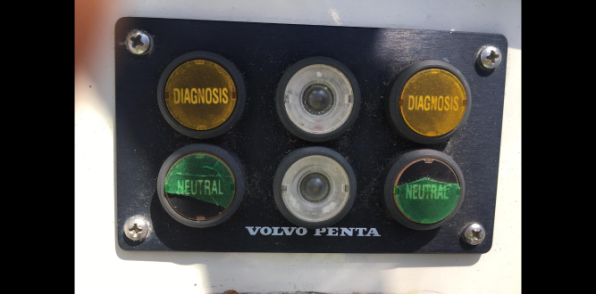 DIAGNOSIS DIAGNOSIS
NEUTRAL NEUTRAL
VOLVO PENTA